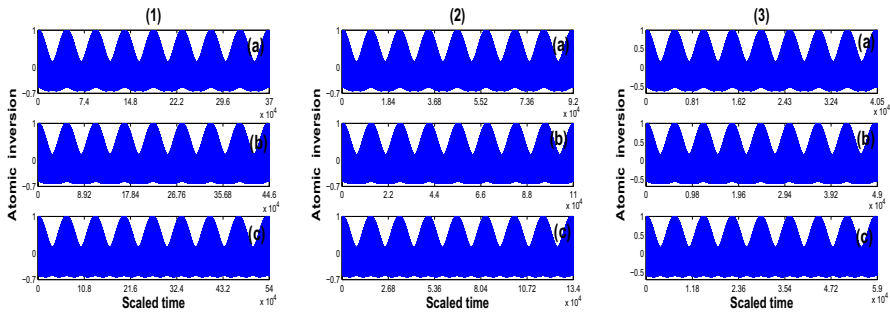 (1) (2) (3)
Atomic inversion
1
0
-0.7
(a)
0 7.4 14.8 22.2 29.6 37
x 10^4
1
0
-0.7
(b)
0 8.92 17.84 26.76 35.68 44.6
x 10^4
1
0
-0.7
(c)
0 10.8 21.6 32.4 43.2 54
x 10^4
Scaled time
Atomic inversion
1
0
-0.7
(a)
0 1.84 3.68 5.52 7.36 9.2
x 10^4
1
0
-0.7
(b)
0 2.2 4.4 6.6 8.8 11
x 10^4
1
0
-0.7
(c)
0 2.68 5.36 8.04 10.72 13.4
x 10^4
Scaled time
Atomic inversion
1
0.5
0
-0.5
(a)
0 0.81 1.62 2.43 3.24 4.05
x 10^4
1
0.5
0
-0.5
(b)
0 0.98 1.96 2.94 3.92 4.9
x 10^4
1
0.5
0
-0.5
(c)
0 1.18 2.36 3.54 4.72 5.9
x 10^4
Scaled time